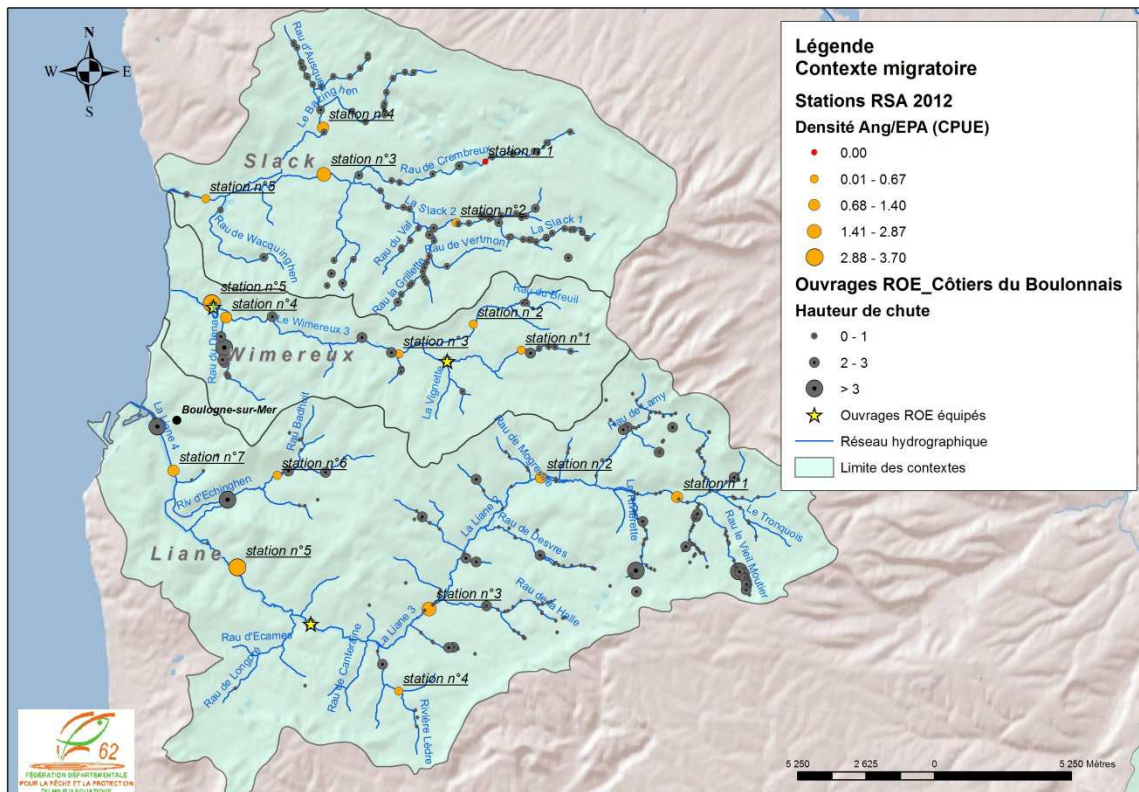 N
W E
S
Légende
Contexte migratoire
Stations RSA 2012
Densité Ang/EPA (CPUE)
0.00
0.01 - 0.67
0.68 - 1.40
1.41 - 2.87
2.88 - 3.70
Ouvrages ROE_Côtiers du Boulonnais
Hauteur de chute
0 - 1
2 - 3
> 3
Ouvrages ROE équipés
Réseau hydrographique
Limite des contextes
Rau d'Ausque
Le Bazinghen
station n°4
Slack
station n°3
Rau de Crembreux
station n°1
station n°5
La Slack 2
station n°2
La Slack 1
Rau de Wacquinghen
Rau du Val
Rau de Vertmont
Rau la Grillette
station n°5
station n°4
Rau du Breuil
station n°2
Le Wimereux 3
station n°3
station n°1
Wimereux
La Vignette
Boulogne-sur-Mer
La Liane 4
Rau Badhuit
Rau de Lamy
station n°7
station n°6
station n°2
Riv d'Echinghen
station n°1
La Liane 2
Le Tronquois
Rau de Desvres
Rau le Vieil Moutier
Liane
station n°5
station n°3
Rau de la Halle
La Liane 3
Rau d'Ecames
Rau de Longpré
Rau de Canteraine
station n°4
Rivière Lèdre
62
FÉDÉRATION DÉPARTEMENTALE
POUR LA PÊCHE ET LA PROTECTION
DU MILIEU AQUATIQUE
5 250 2 625 0 5 250 Mètres